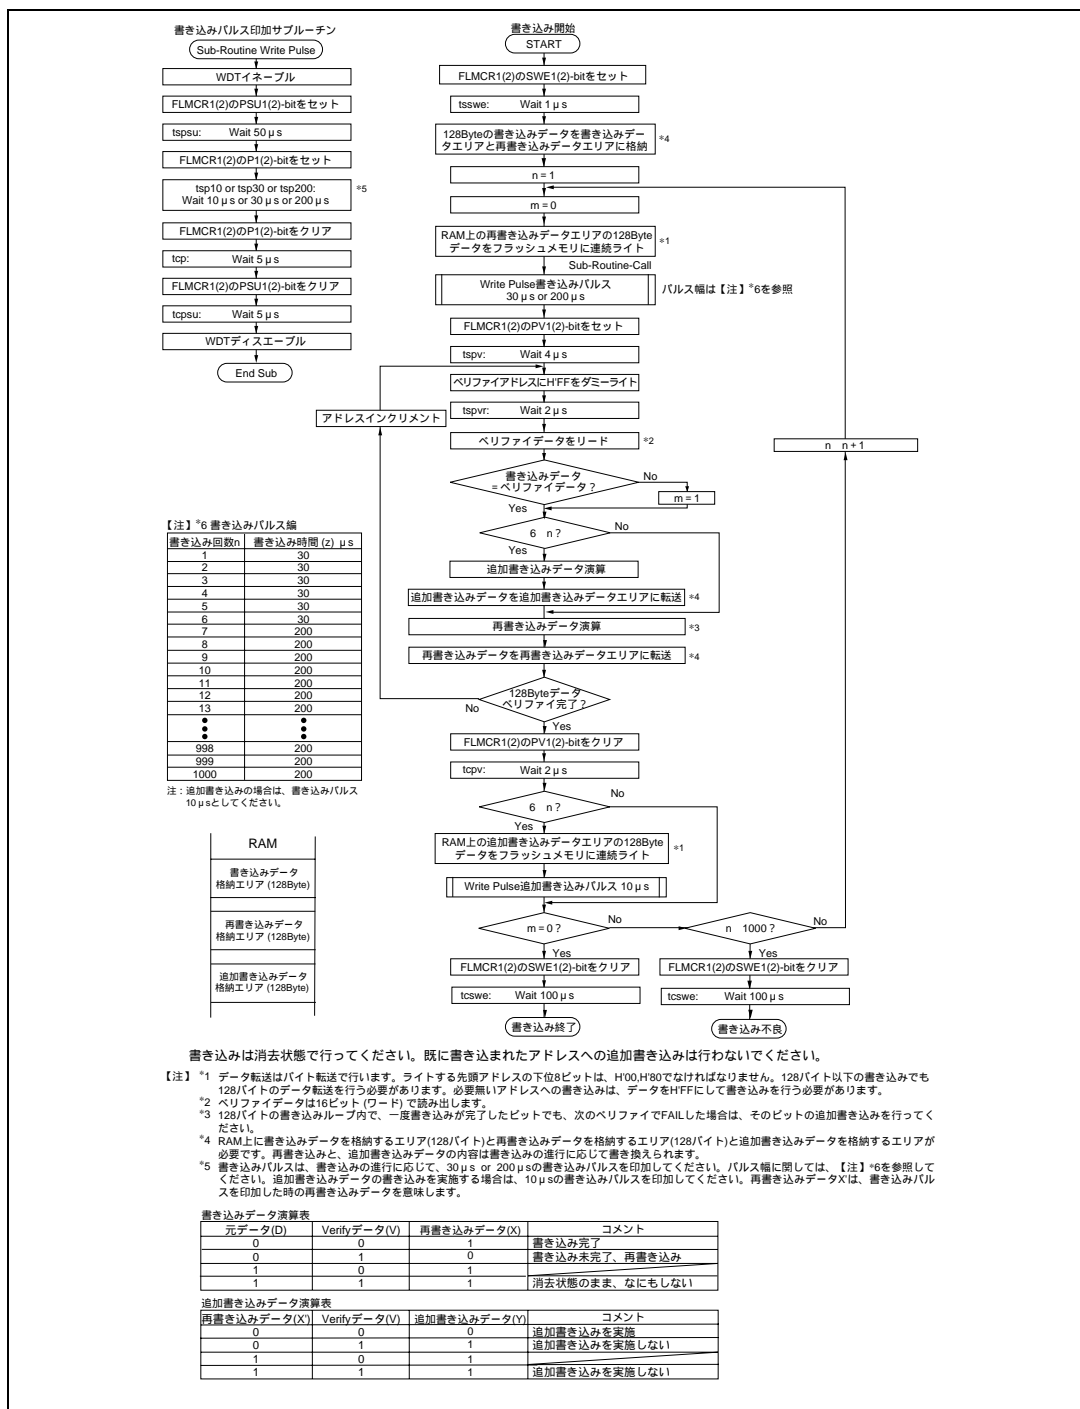 書き込みパルス印加サブルーチン
Sub-Routine Write Pulse
WDTイネーブル
FLMCR1(2)のPSU1(2)-bitをセット
tspsu: Wait 50 μs
FLMCR1(2)のP1(2)-bitをセット
tsp10 or tsp30 or tsp200:
Wait 10 μs or 30 μs or 200 μs
*5
FLMCR1(2)のP1(2)-bitをクリア
tcp: Wait 5 μs
FLMCR1(2)のPSU1(2)-bitをクリア
tcpsu: Wait 5 μs
WDTディスエーブル
End Sub
書き込み開始
START
FLMCR1(2)のSWE1(2)-bitをセット
tsswe: Wait 1 μs
128Byteの書き込みデータを書き込みデー
タエリアと再書き込みデータエリアに格納
*4
n = 1
m = 0
RAM上の再書き込みデータエリアの128Byte
データをフラッシュメモリに連続ライト
*1
Sub-Routine-Call
Write Pulse書き込みパルス
30 μs or 200 μs
パルス幅は【注】*6を参照
FLMCR1(2)のPV1(2)-bitをセット
tspv: Wait 4 μs
ベリファイアドレスにH'FFをダミーライト
tspvr: Wait 2 μs
アドレスインクリメント
ベリファイデータをリード *2
n n + 1
書き込みデータ
= ベリファイデータ?
No
m = 1
Yes
6 n ?
No
Yes
追加書き込みデータ演算
追加書き込みデータを追加書き込みデータエリアに転送 *4
再書き込みデータ演算 *3
再書き込みデータを再書き込みデータエリアに転送 *4
128Byteデータ
ベリファイ完了?
No
Yes
FLMCR1(2)のPV1(2)-bitをクリア
tcpv: Wait 2 μs
6 n ?
No
Yes
RAM上の追加書き込みデータエリアの128Byte
データをフラッシュメモリに連続ライト
*1
Write Pulse追加書き込みパルス 10 μs
m = 0 ?
No
n 1000 ?
No
Yes
Yes
FLMCR1(2)のSWE1(2)-bitをクリア
FLMCR1(2)のSWE1(2)-bitをクリア
tcswe: Wait 100 μs
tcswe: Wait 100 μs
書き込み終了
書き込み不良
【注】*6 書き込みパルス編
書き込み回数n 書き込み時間 (z) μs
1 30
2 30
3 30
4 30
5 30
6 30
7 200
8 200
9 200
10 200
11 200
12 200
13 200
● ●
● ●
● ●
998 200
999 200
1000 200
注：追加書き込みの場合は、書き込みパルス
10 μsとしてください。
RAM
書き込みデータ
格納エリア (128Byte)
再書き込みデータ
格納エリア (128Byte)
追加書き込みデータ
格納エリア (128Byte)
書き込みは消去状態で行ってください。既に書き込まれたアドレスへの追加書き込みは行わないでください。
【注】 *1 データ転送はバイト転送で行います。ライトする先頭アドレスの下位8ビットは、H'00,H'80でなければなりません。128バイト以下の書き込みでも
128バイトのデータ転送を行う必要があります。必要無いアドレスへの書き込みは、データをH'FFにして書き込みを行う必要があります。
*2 ベリファイデータは16ビット (ワード) で読み出します。
*3 128バイトの書き込みループ内で、一度書き込みが完了したビットでも、次のベリファイでFAILした場合は、そのビットの追加書き込みを行ってく
ださい。
*4 RAM上に書き込みデータを格納するエリア(128バイト)と再書き込みデータを格納するエリア(128バイト)と追加書き込みデータを格納するエリアが
必要です。再書き込みと、追加書き込みデータの内容は書き込みの進行に応じて書き換えられます。
*5 書き込みパルスは、書き込みの進行に応じて、30 μs or 200 μsの書き込みパルスを印加してください。パルス幅に関しては、【注】*6を参照して
ください。追加書き込みデータの書き込みを実施する場合は、10 μsの書き込みパルスを印加してください。再書き込みデータX'は、書き込みパル
スを印加した時の再書き込みデータを意味します。
書き込みデータ演算表
元データ(D) Verifyデータ(V) 再書き込みデータ(X) コメント
0 0 1 書き込み完了
0 1 0 書き込み未完了、再書き込み
1 0 1
1 1 1 消去状態のまま、なにもしない
追加書き込みデータ演算表
再書き込みデータ(X') Verifyデータ(V) 追加書き込みデータ(Y) コメント
0 0 0 追加書き込みを実施
0 1 1 追加書き込みを実施しない
1 0 1
1 1 1 追加書き込みを実施しない